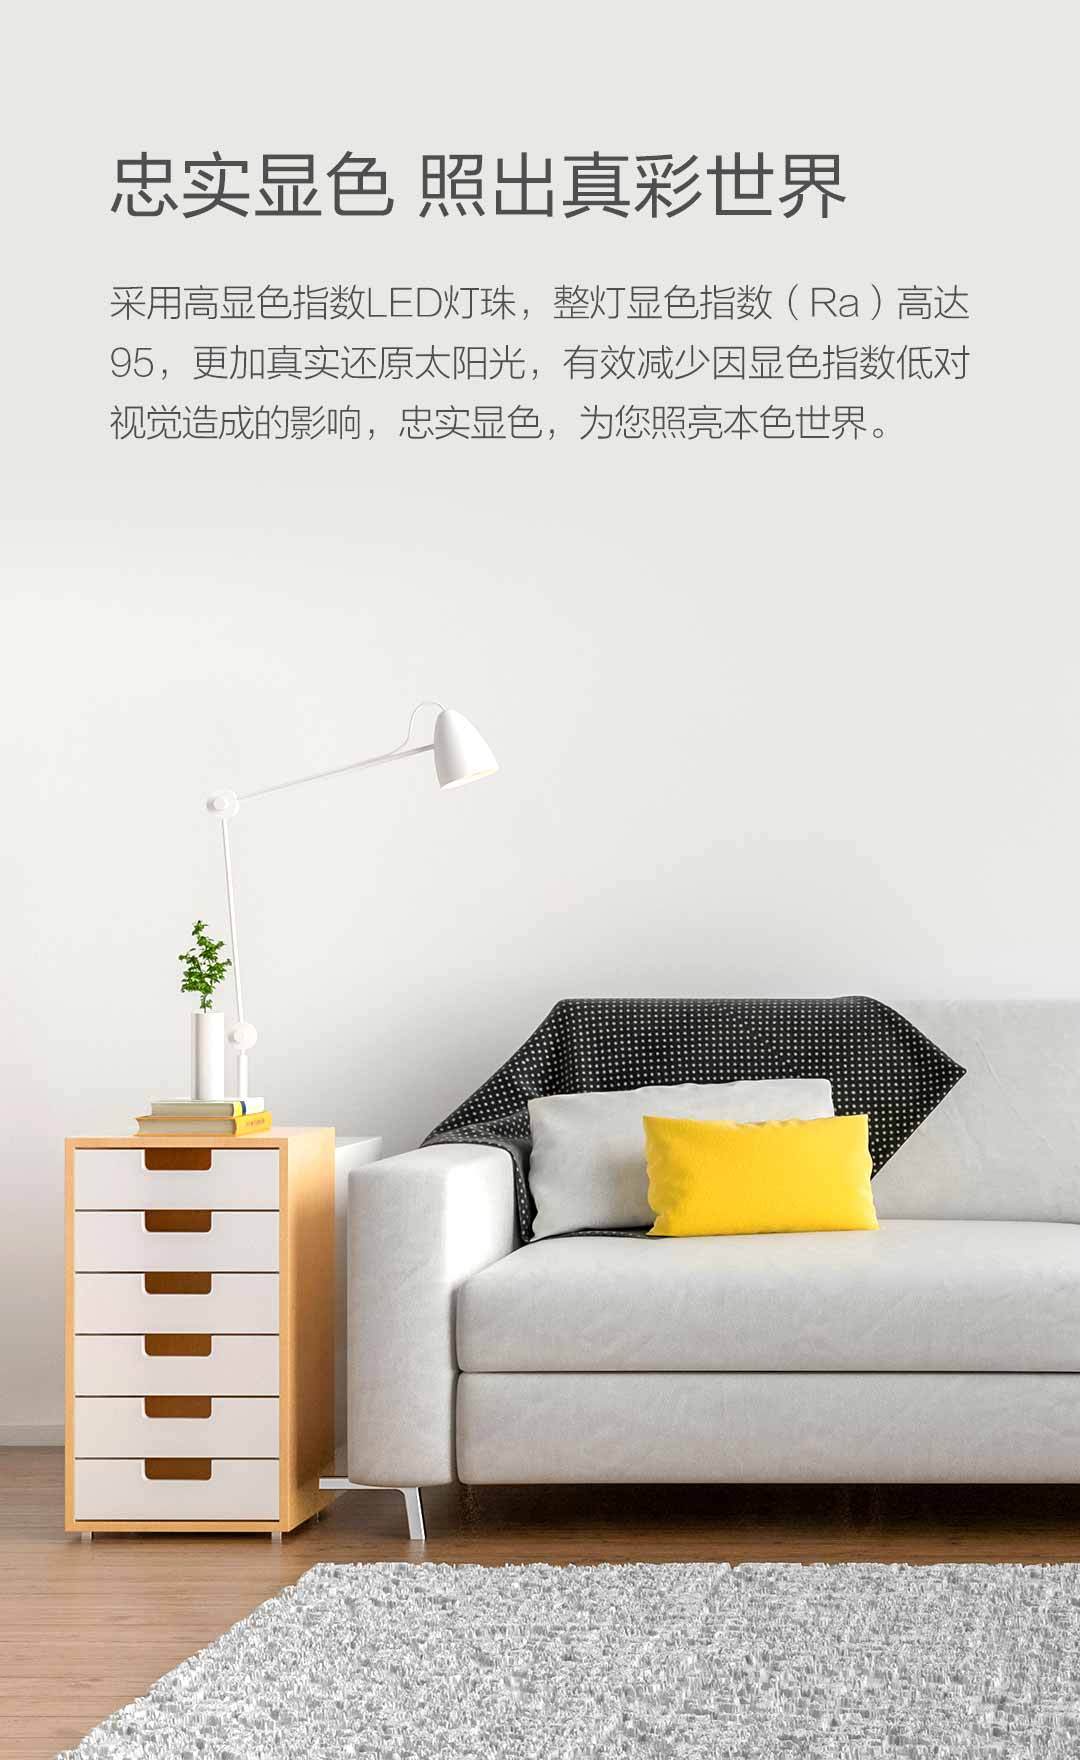 忠实显色 照出真彩世界
采用高显色指数LED灯珠，整灯显色指数（Ra）高达
95，更加真实还原太阳光，有效减少因显色指数低对
视觉造成的影响，忠实显色，为您照亮本色世界。